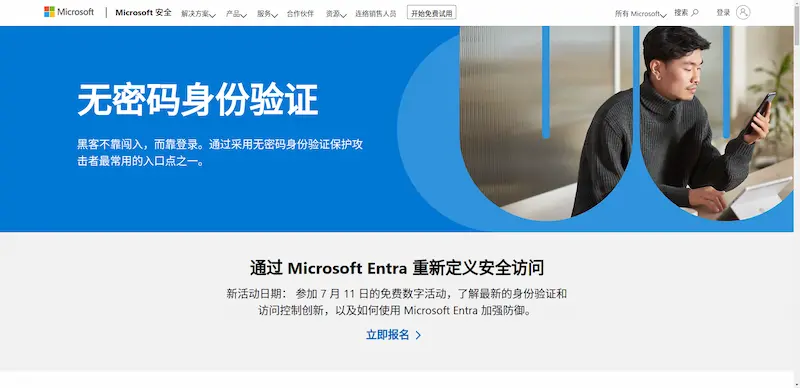 Microsoft
Microsoft 安全
解决方案
产品
服务
合作伙伴
资源
连络销售人员
开始免费试用
所有 Microsoft
搜索
登录
无密码身份验证
黑客不靠闯入，而靠登录。通过采用无密码身份验证保护攻
击者最常用的入口点之一。
通过 Microsoft Entra 重新定义安全访问
新活动日期： 参加 7 月 11 日的免费数字活动，了解最新的身份验证和
访问控制创新，以及如何使用 Microsoft Entra 加强防御。
立即报名